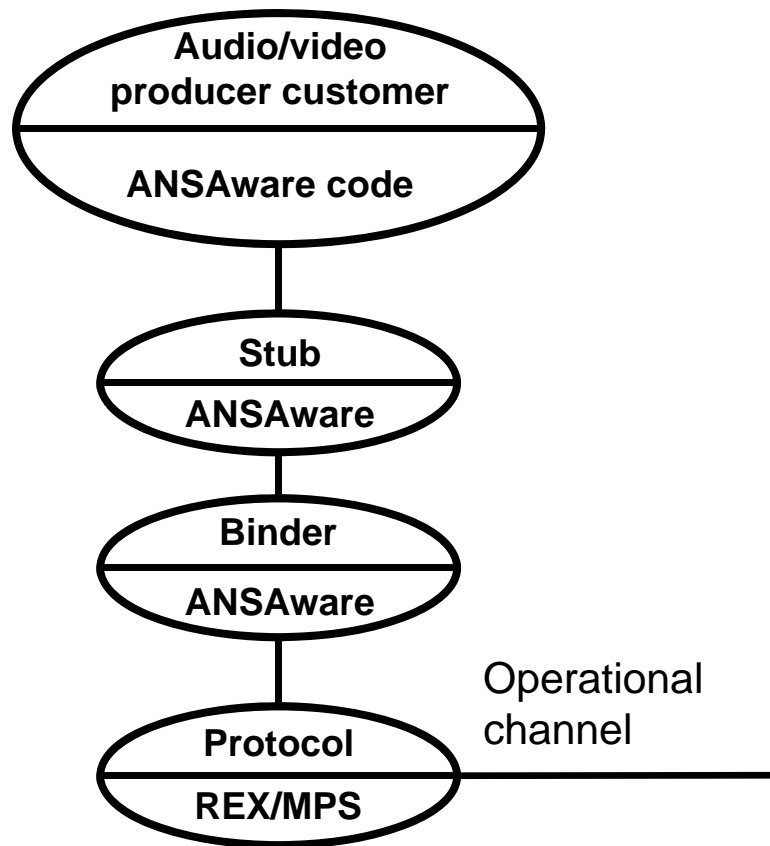 Audio/video
producer customer
ANSAware code
Stub
ANSAware
Binder
ANSAware
Operational
channel
Protocol
REX/MPS